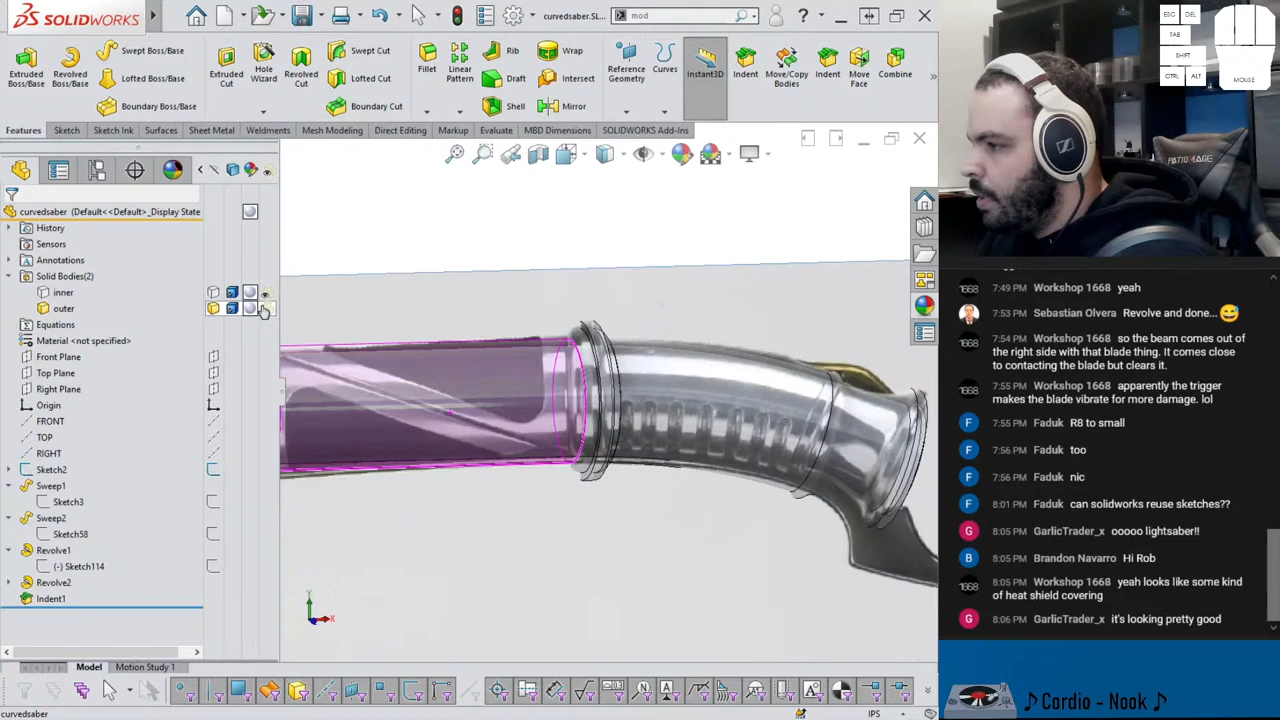 SOLIDWORKS
curvedsaber.SL...
mod
ESC DEL
TAB
SHIFT
CTRL ALT
MOUSE
Extruded Boss/Base
Revolved Boss/Base
Swept Boss/Base
Lofted Boss/Base
Boundary Boss/Base
Extruded Cut
Hole Wizard
Revolved Cut
Swept Cut
Lofted Cut
Boundary Cut
Fillet
Linear Pattern
Rib
Draft
Shell
Wrap
Intersect
Mirror
Reference Geometry
Curves
Instant3D
Indent
Move/Copy Bodies
Indent
Move Face
Combine
Features Sketch Sketch Ink Surfaces Sheet Metal Weldments Mesh Modeling Direct Editing Markup Evaluate MBD Dimensions SOLIDWORKS Add-Ins
curvedsaber (Default<<Default>_Display State
History
Sensors
Annotations
Solid Bodies(2)
inner
outer
Equations
Material <not specified>
Front Plane
Top Plane
Right Plane
Origin
FRONT
TOP
RIGHT
Sketch2
Sweep1
Sketch3
Sweep2
Sketch58
Revolve1
(-) Sketch114
Revolve2
Indent1
Y
X
Model Motion Study 1
curvedsaber
IPS
PATIO MAGE
7:49 PM Workshop 1668 yeah
7:53 PM Sebastian Olvera Revolve and done...😅
7:54 PM Workshop 1668 so the beam comes out of
the right side with that blade thing. It comes close
to contacting the blade but clears it.
7:55 PM Workshop 1668 apparently the trigger
makes the blade vibrate for more damage. lol
F 7:55 PM Faduk R8 to small
F 7:56 PM Faduk too
F 7:56 PM Faduk nic
F 8:01 PM Faduk can solidworks reuse sketches??
G 8:05 PM GarlicTrader_x ooooo lightsaber!!
B 8:05 PM Brandon Navarro Hi Rob
8:05 PM Workshop 1668 yeah looks like some kind
of heat shield covering
G 8:06 PM GarlicTrader_x it's looking pretty good
♪ Cordio - Nook ♪